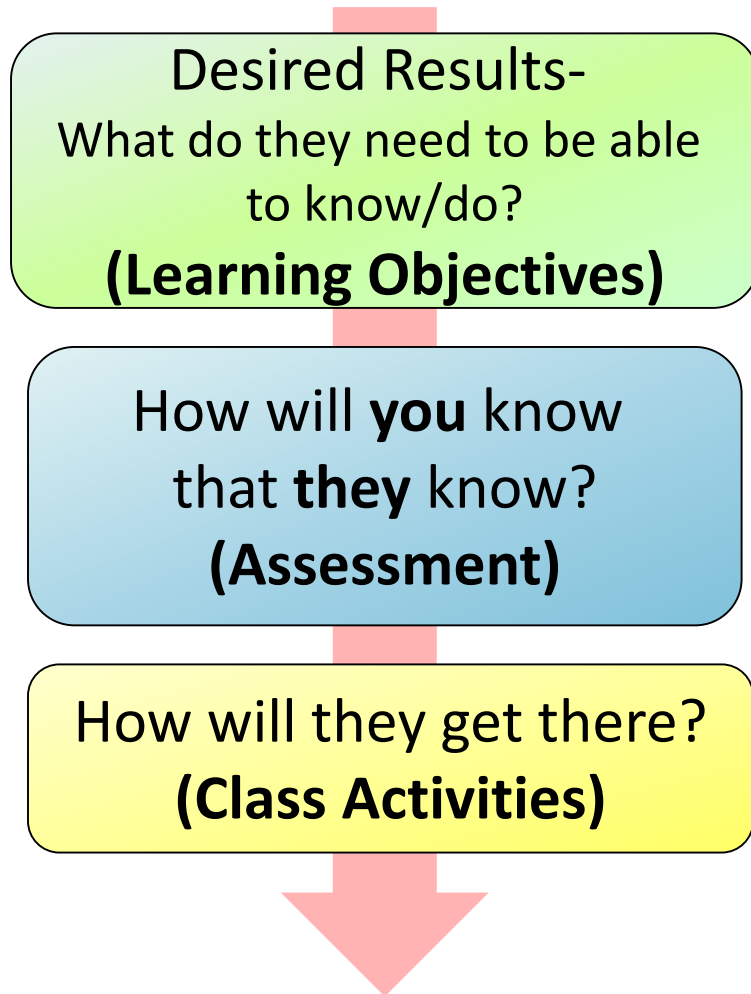 Desired Results-
What do they need to be able
to know/do?
(Learning Objectives)
How will you know
that they know?
(Assessment)
How will they get there?
(Class Activities)